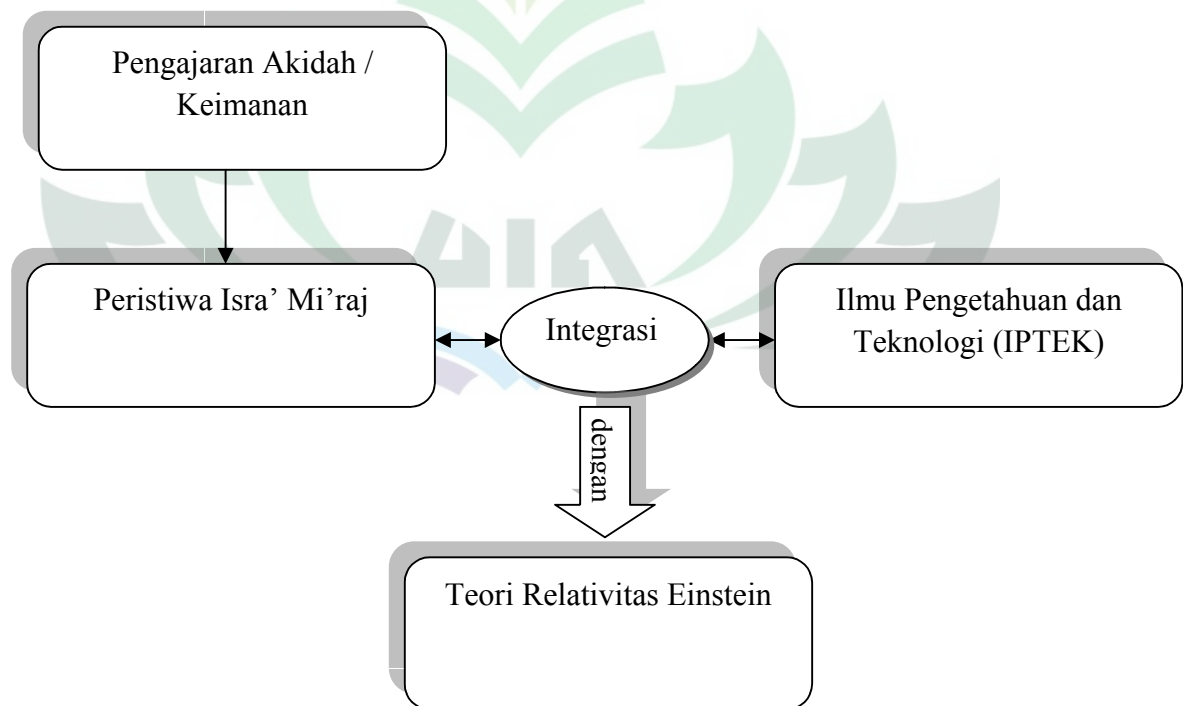 Pengajaran Akidah /
Keimanan
Peristiwa Isra’ Mi’raj
Integrasi
Ilmu Pengetahuan dan
Teknologi (IPTEK)
dengan
Teori Relativitas Einstein